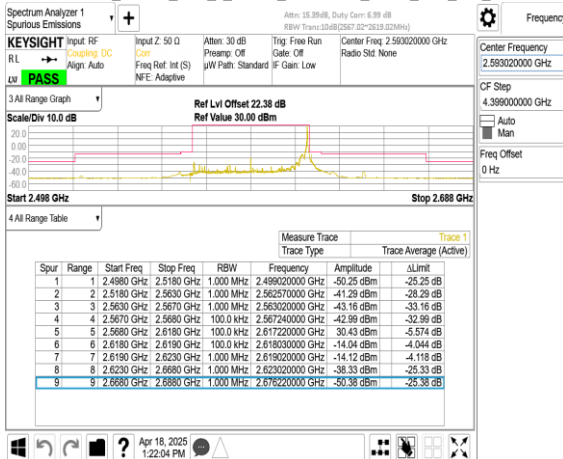 Spectrum Analyzer 1
Spurious Emissions
Attn: 15.39dB, Duty Corr: 6.99 dB
RBW Trans:10dB(2567.02~2619.02MHz)
Frequency
KEYSIGHT Input: RF Input Z: 50 Ω Atten: 30 dB Trig: Free Run Center Freq: 2.593020000 GHz
RL Coupling: DC Corr Preamp: Off Gate: Off Radio Std: None
Align: Auto Freq Ref: Int (S) µW Path: Standard IF Gain: Low
NFE: Adaptive
LXI PASS
Center Frequency
2.593020000 GHz
CF Step
4.399000000 GHz
Auto
Man
Freq Offset
0 Hz
3 All Range Graph
Ref Lvl Offset 22.38 dB
Scale/Div 10.0 dB Ref Value 30.00 dBm
20.0
0.00
-20.0
-40.0
-60.0
Start 2.498 GHz Stop 2.688 GHz
4 All Range Table
Measure Trace Trace 1
Trace Type Trace Average (Active)
Spur Range Start Freq Stop Freq RBW Frequency Amplitude ΔLimit
1 1 2.4980 GHz 2.5180 GHz 1.000 MHz 2.499020000 GHz -50.25 dBm -25.25 dB
2 2 2.5180 GHz 2.5630 GHz 1.000 MHz 2.562570000 GHz -41.29 dBm -28.29 dB
3 3 2.5630 GHz 2.5670 GHz 1.000 MHz 2.563020000 GHz -43.16 dBm -33.16 dB
4 4 2.5670 GHz 2.5680 GHz 100.0 kHz 2.567240000 GHz -42.99 dBm -32.99 dB
5 5 2.5680 GHz 2.6180 GHz 100.0 kHz 2.617220000 GHz 30.43 dBm -5.574 dB
6 6 2.6180 GHz 2.6190 GHz 100.0 kHz 2.618030000 GHz -14.04 dBm -4.044 dB
7 7 2.6190 GHz 2.6230 GHz 1.000 MHz 2.619020000 GHz -14.12 dBm -4.118 dB
8 8 2.6230 GHz 2.6680 GHz 1.000 MHz 2.623020000 GHz -38.33 dBm -25.33 dB
9 9 2.6680 GHz 2.6880 GHz 1.000 MHz 2.676220000 GHz -50.38 dBm -25.38 dB
Apr 18, 2025
1:22:04 PM